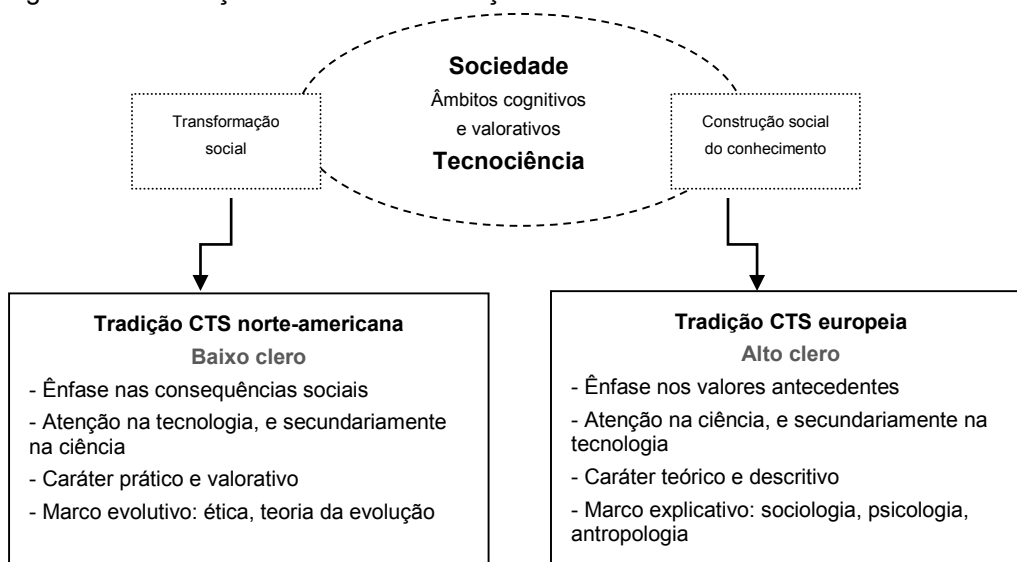 Sociedade
Âmbitos cognitivos
e valorativos
Tecnociência
Transformação
social
Construção social
do conhecimento
Tradição CTS norte-americana
Baixo clero
- Ênfase nas consequências sociais
- Atenção na tecnologia, e secundariamente
na ciência
- Caráter prático e valorativo
- Marco evolutivo: ética, teoria da evolução
Tradição CTS europeia
Alto clero
- Ênfase nos valores antecedentes
- Atenção na ciência, e secundariamente na
tecnologia
- Caráter teórico e descritivo
- Marco explicativo: sociologia, psicologia,
antropologia